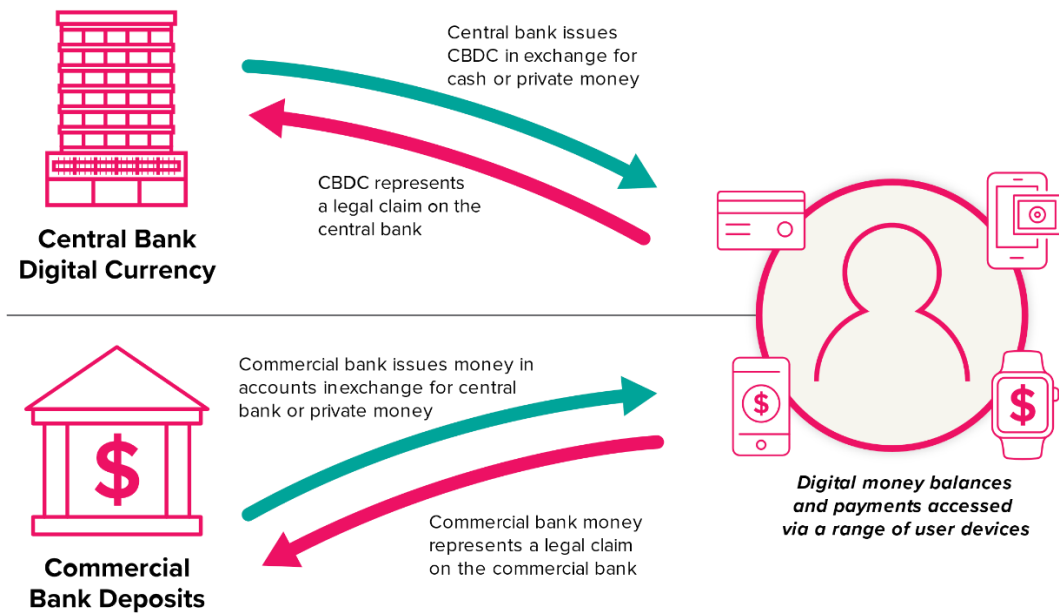 Central bank issues
CBDC in exchange for
cash or private money
CBDC represents
a legal claim on the
central bank
Central Bank
Digital Currency
Commercial bank issues money in
accounts inexchange for central
bank or private money
$
$
$
Digital money balances
and payments accessed
via a range of user devices
Commercial bank money
represents a legal claim
on the commercial bank
Commercial
Bank Deposits